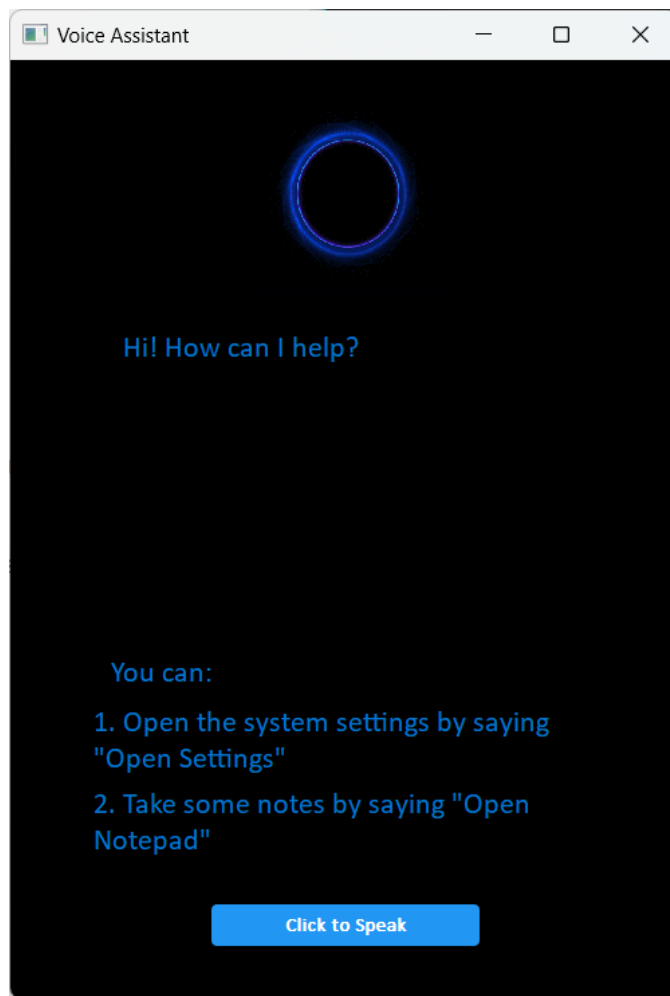 Voice Assistant
Hi! How can I help?
You can:
1. Open the system settings by saying
"Open Settings"
2. Take some notes by saying "Open
Notepad"
Click to Speak